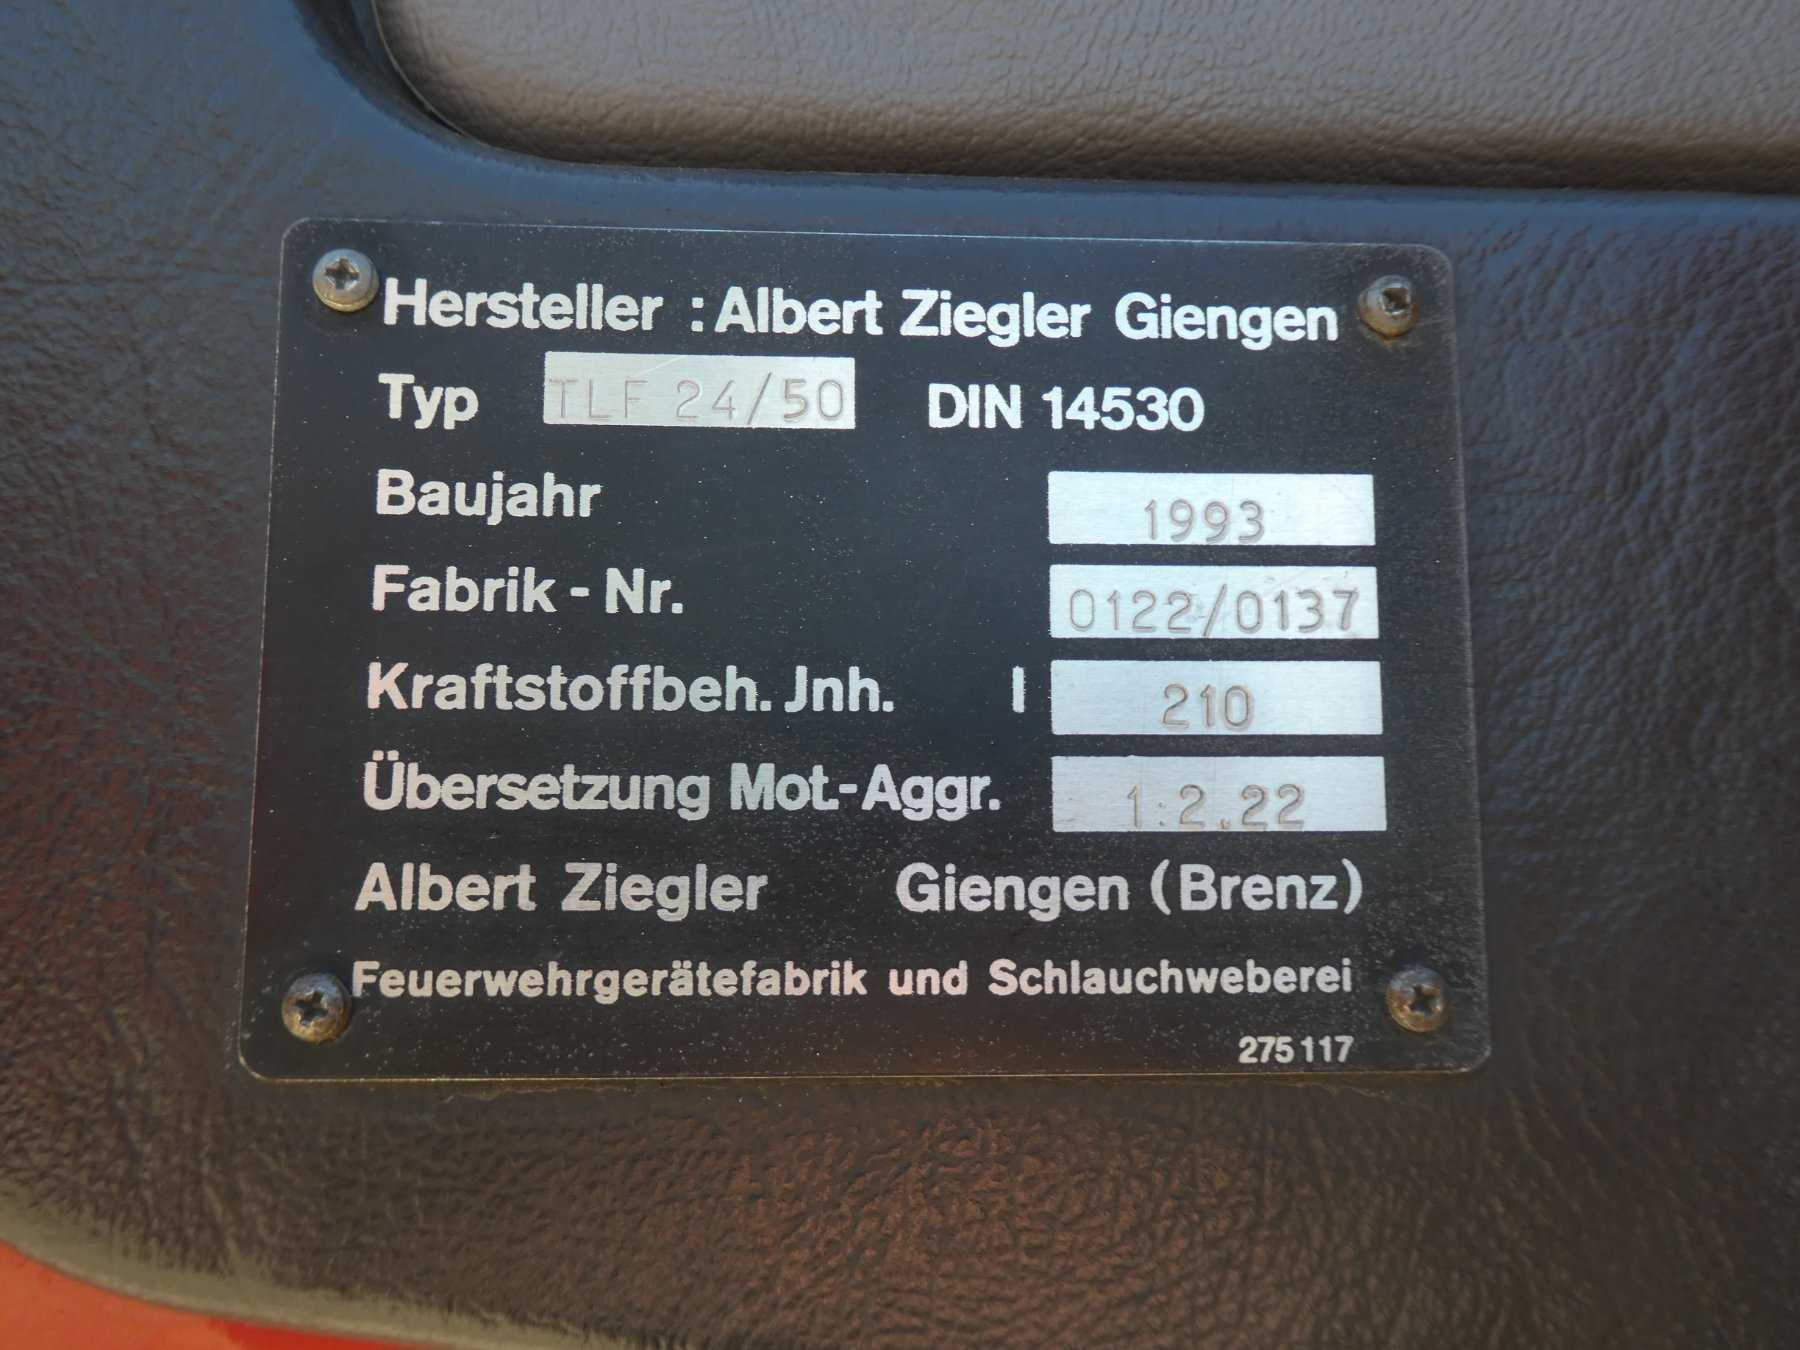 Hersteller : Albert Ziegler Giengen
Typ TLF 24/50 DIN 14530
Baujahr 1993
Fabrik - Nr. 0122/0137
Kraftstoffbeh. Jnh. l 210
Übersetzung Mot.-Aggr. 1:2.22
Albert Ziegler Giengen (Brenz)
Feuerwehrgerätefabrik und Schlauchweberei
275 117